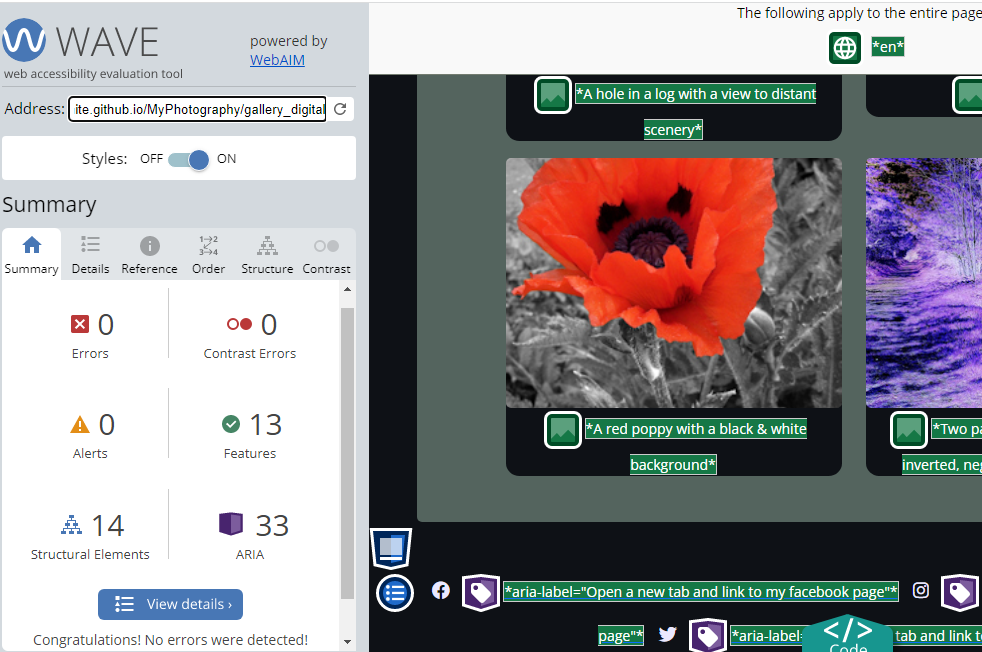 WAVE
web accessibility evaluation tool
powered by
WebAIM
Address: ite.github.io/MyPhotography/gallery_digital
Styles: OFF ON
Summary
Summary Details Reference Order Structure Contrast
0
Errors
0
Contrast Errors
0
Alerts
13
Features
14
Structural Elements
33
ARIA
View details ›
Congratulations! No errors were detected!
The following apply to the entire page
*en*
*A hole in a log with a view to distant
scenery*
*A red poppy with a black & white
background*
*Two pa
inverted, neg
*aria-label="Open a new tab and link to my facebook page"*
page"*
*aria-label=
tab and link to
</>
Code